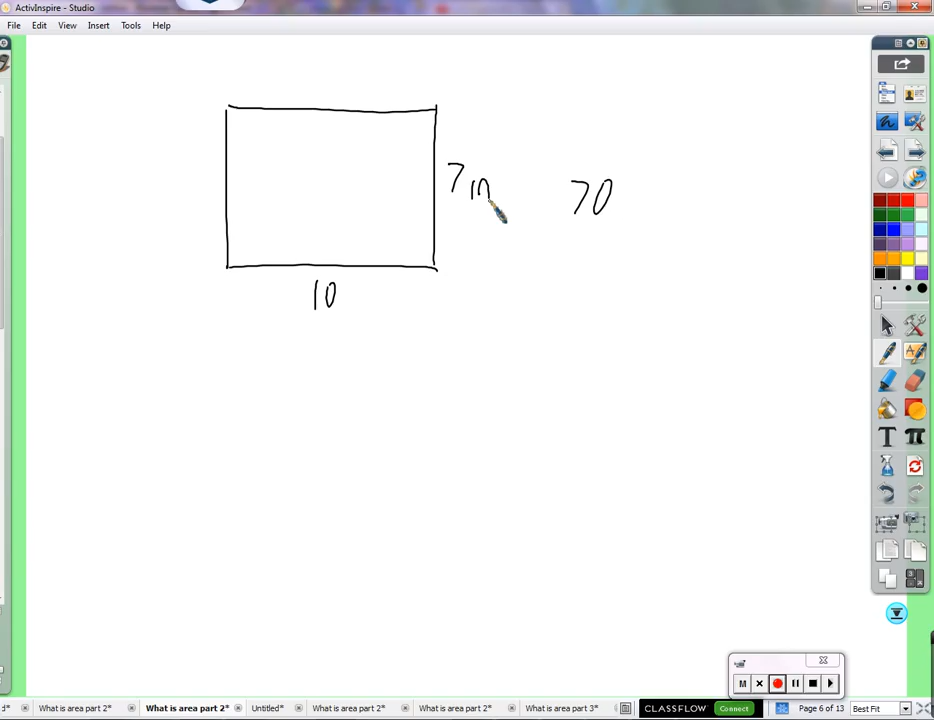 ActivInspire - Studio
File Edit View Insert Tools Help
7 in
70
10
T π
M
d* What is area part 2* What is area part 2* Untitled* What is area part 2* What is area part 2* What is area part 3* CLASSFLOW Connect Page 6 of 13 Best Fit